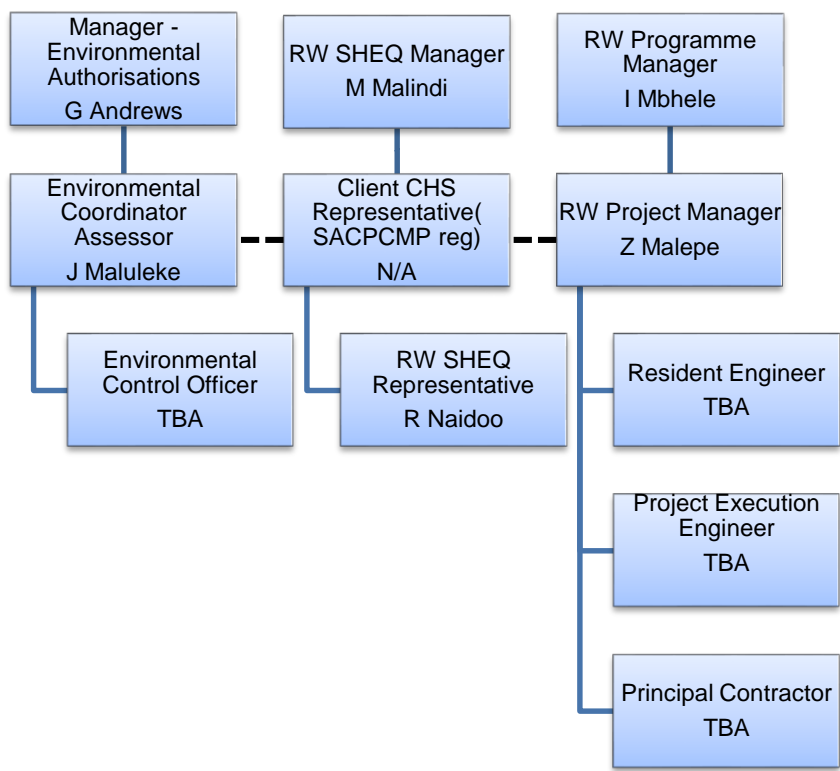 Manager -
Environmental
Authorisations
G Andrews
RW SHEQ Manager
M Malindi
RW Programme
Manager
I Mbhele
Environmental
Coordinator
Assessor
J Maluleke
Client CHS
Representative(
SACPCMP reg)
N/A
RW Project Manager
Z Malepe
Environmental
Control Officer
TBA
RW SHEQ
Representative
R Naidoo
Resident Engineer
TBA
Project Execution
Engineer
TBA
Principal Contractor
TBA